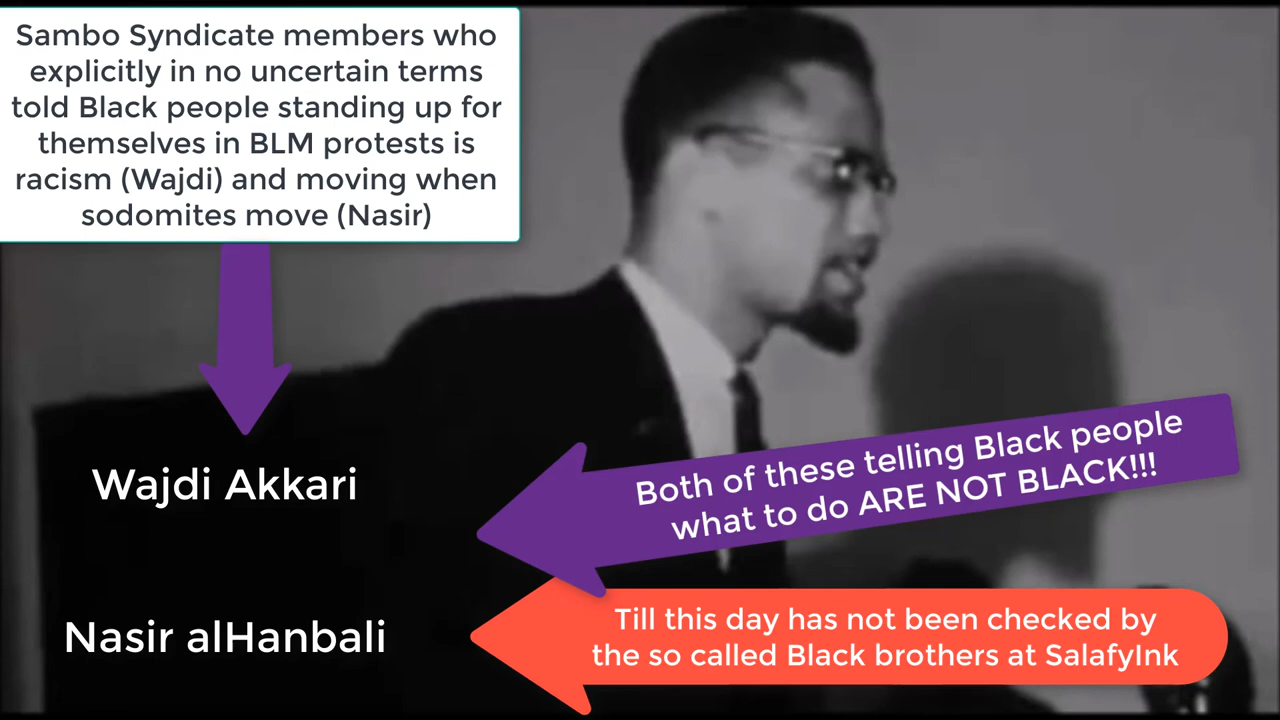 Sambo Syndicate members who
explicitly in no uncertain terms
told Black people standing up for
themselves in BLM protests is
racism (Wajdi) and moving when
sodomites move (Nasir)
Wajdi Akkari
Both of these telling Black people
what to do ARE NOT BLACK!!!
Nasir alHanbali
Till this day has not been checked by
the so called Black brothers at SalafyInk